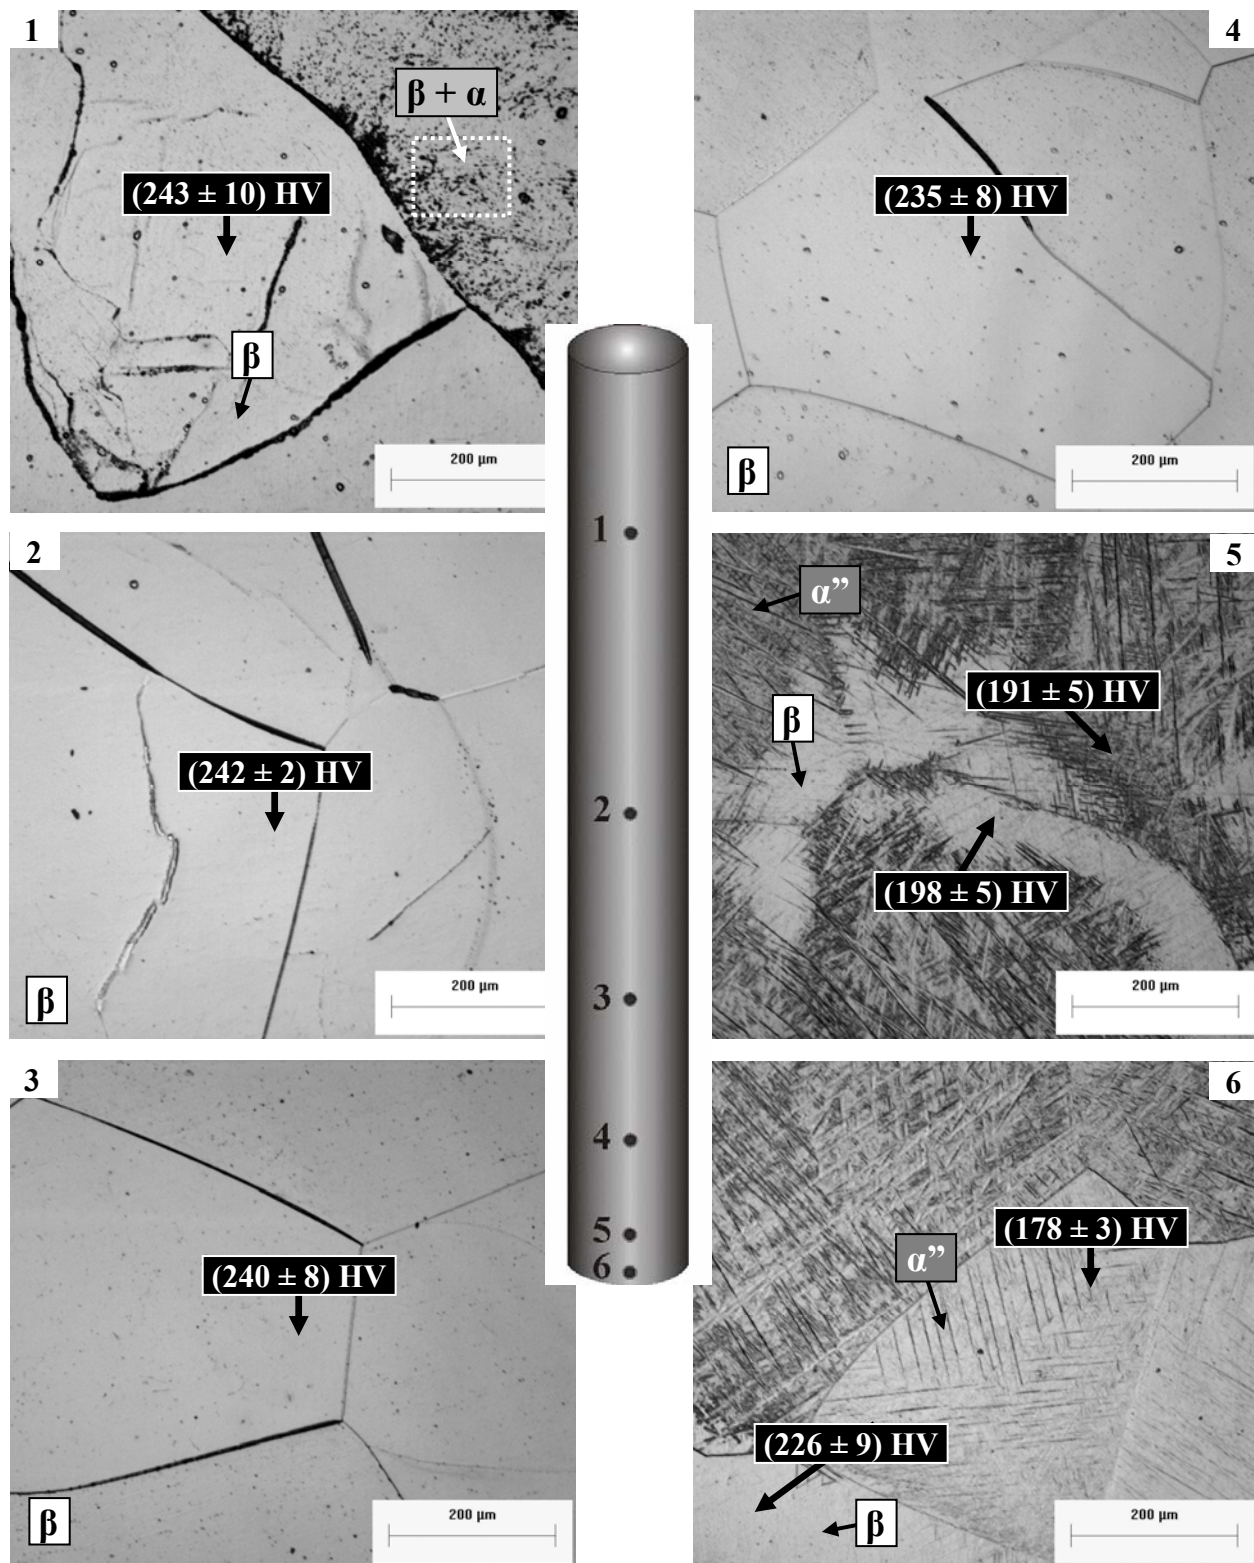 1
β + α
(243 ± 10) HV
β
200 µm
2
(242 ± 2) HV
β
200 µm
3
(240 ± 8) HV
β
200 µm
1
2
3
4
5
6
4
(235 ± 8) HV
β
200 µm
5
α”
(191 ± 5) HV
β
(198 ± 5) HV
200 µm
6
(178 ± 3) HV
α”
(226 ± 9) HV
β
200 µm